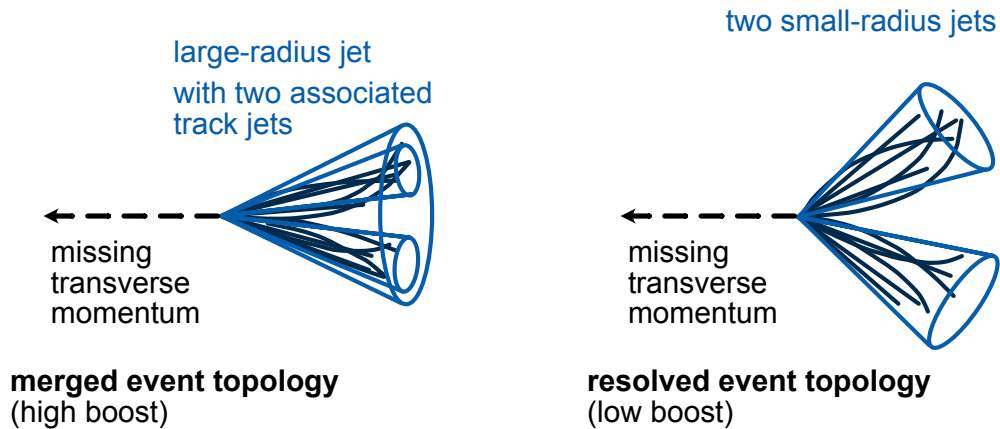 large-radius jet
with two associated
track jets
missing
transverse
momentum
merged event topology
(high boost)
two small-radius jets
missing
transverse
momentum
resolved event topology
(low boost)